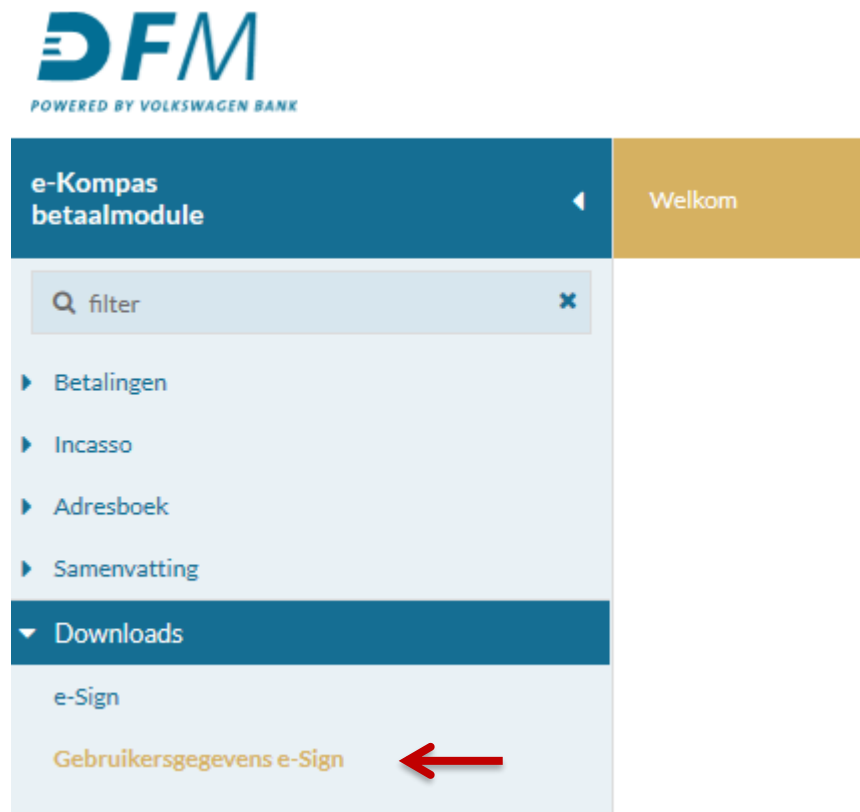 DFM
POWERED BY VOLKSWAGEN BANK
e-Kompas
betaalmodule
Welkom
filter
Betalingen
Incasso
Adresboek
Samenvatting
Downloads
e-Sign
Gebruikersgegevens e-Sign